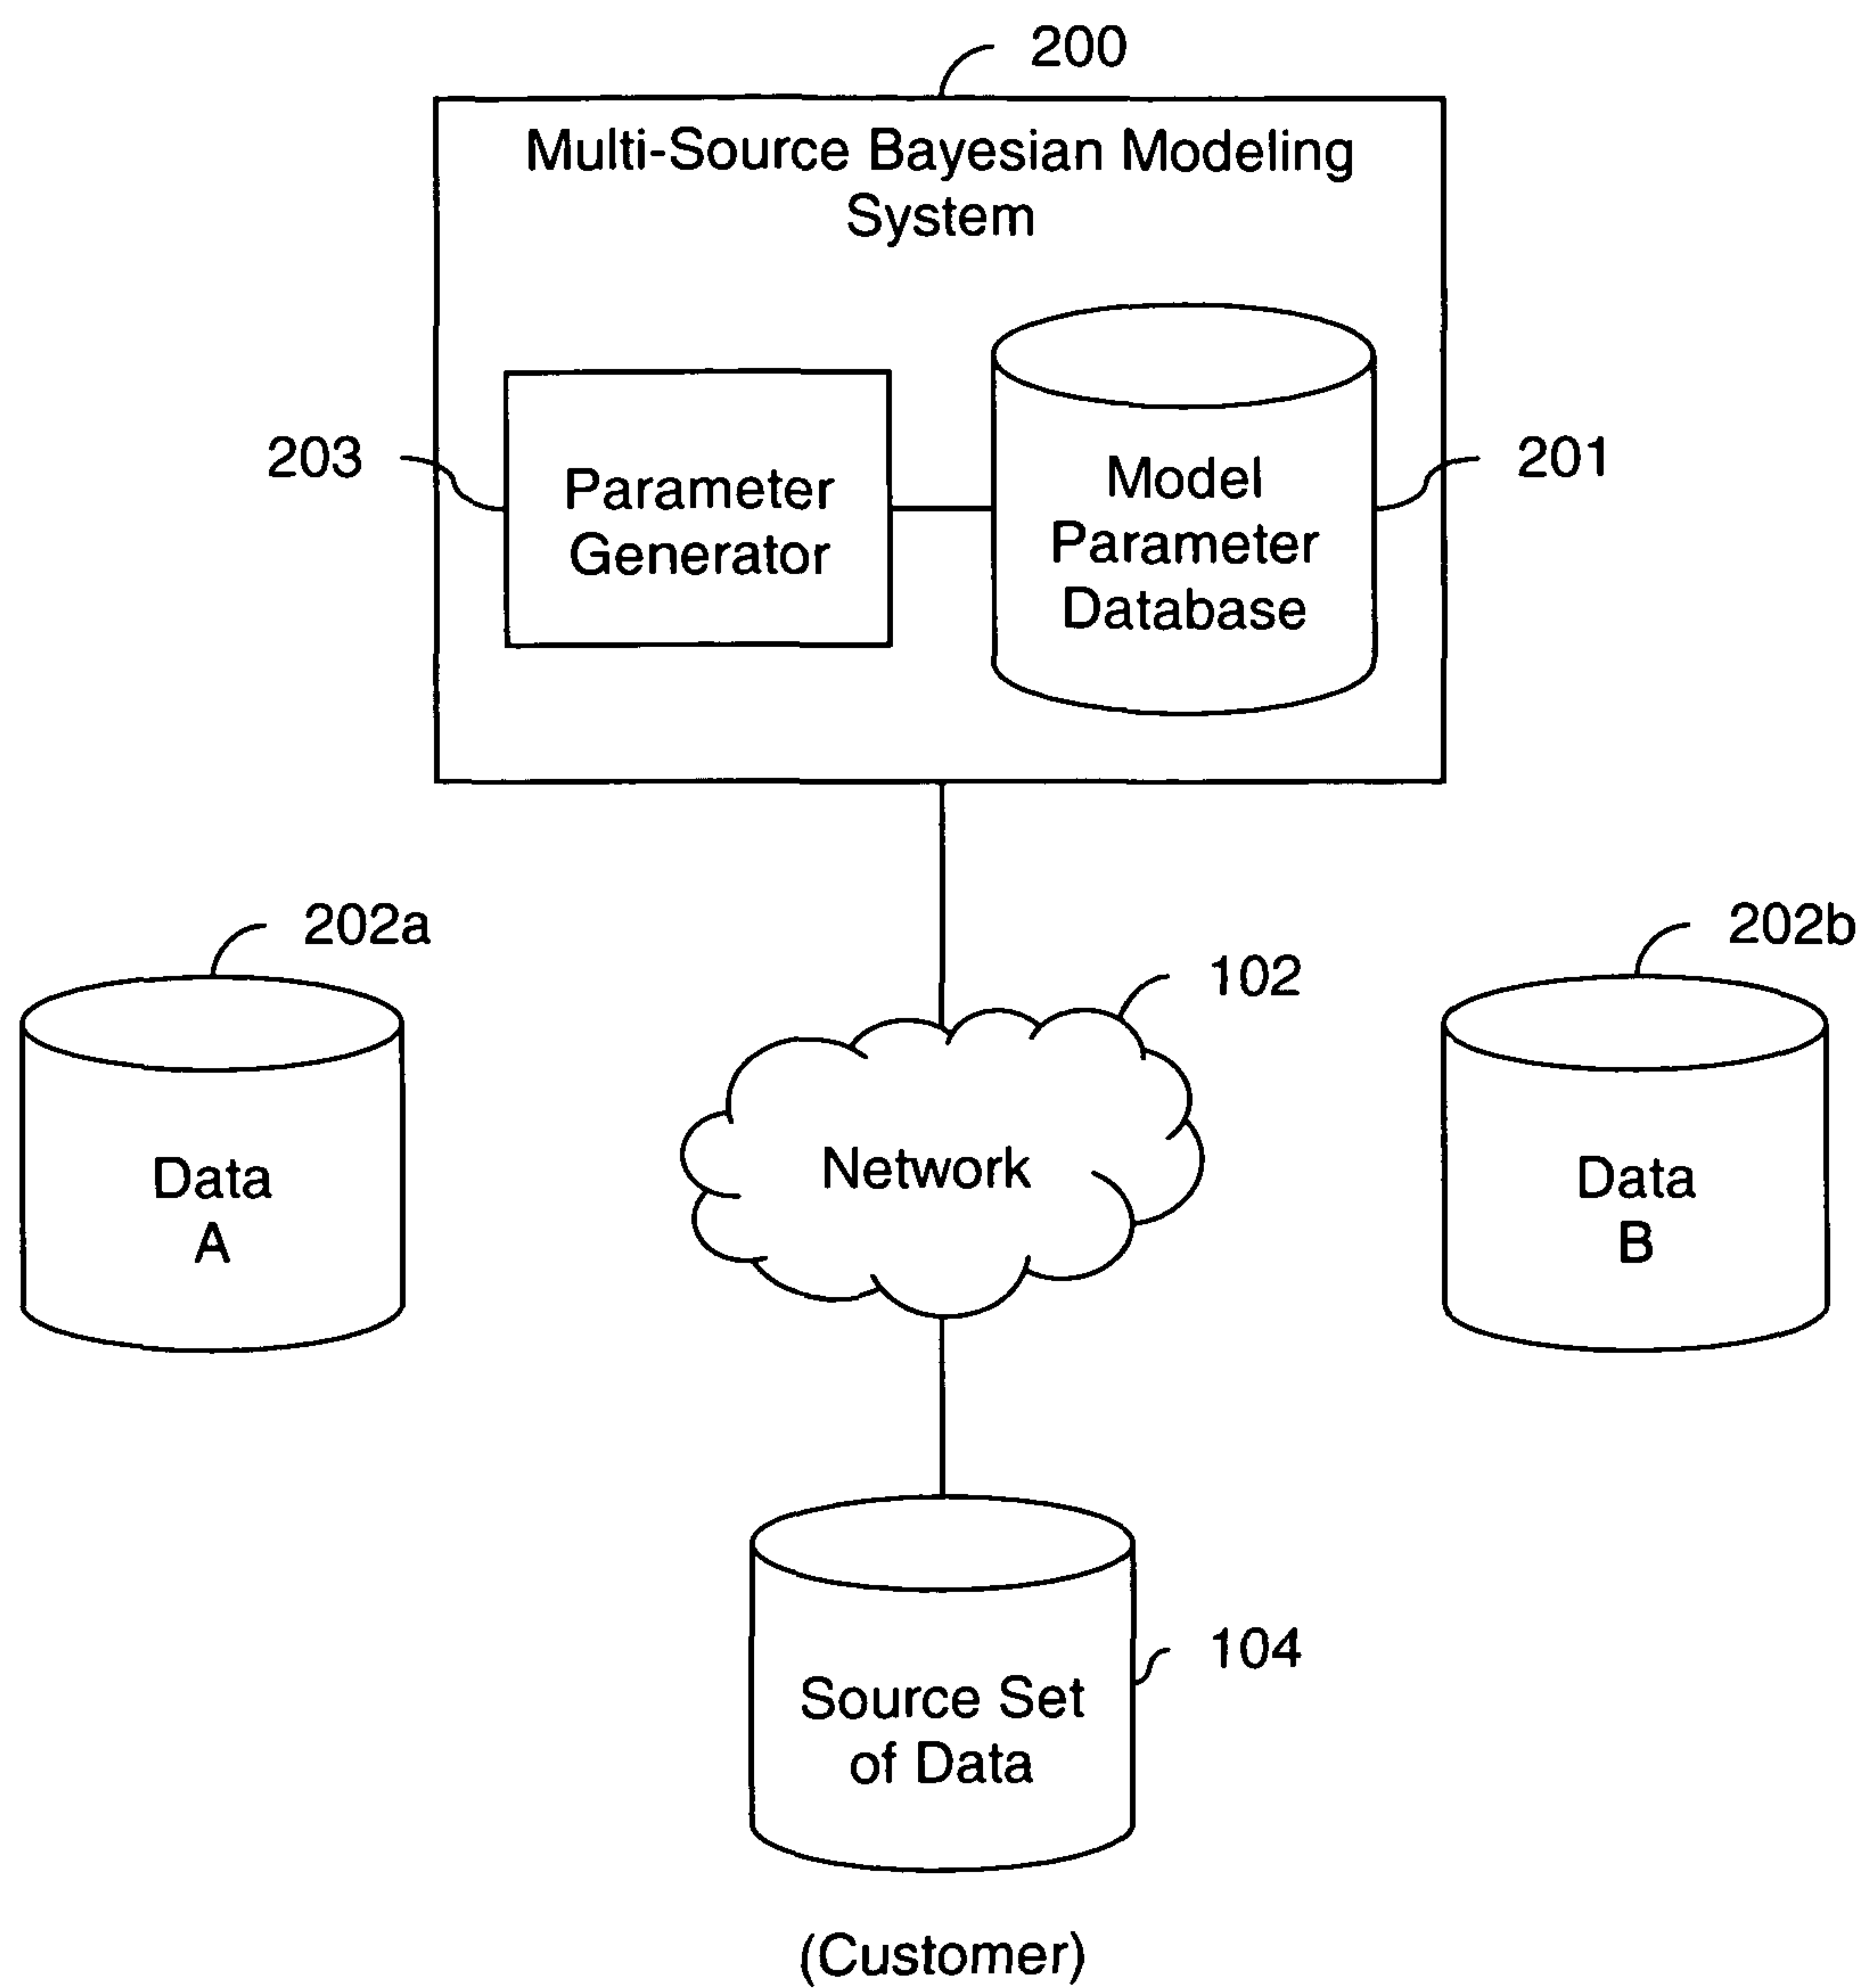 200
Multi-Source Bayesian Modeling
System
203
Parameter
Generator
Model
Parameter
Database
201
202a
Data
A
102
Network
202b
Data
B
104
Source Set
of Data
(Customer)